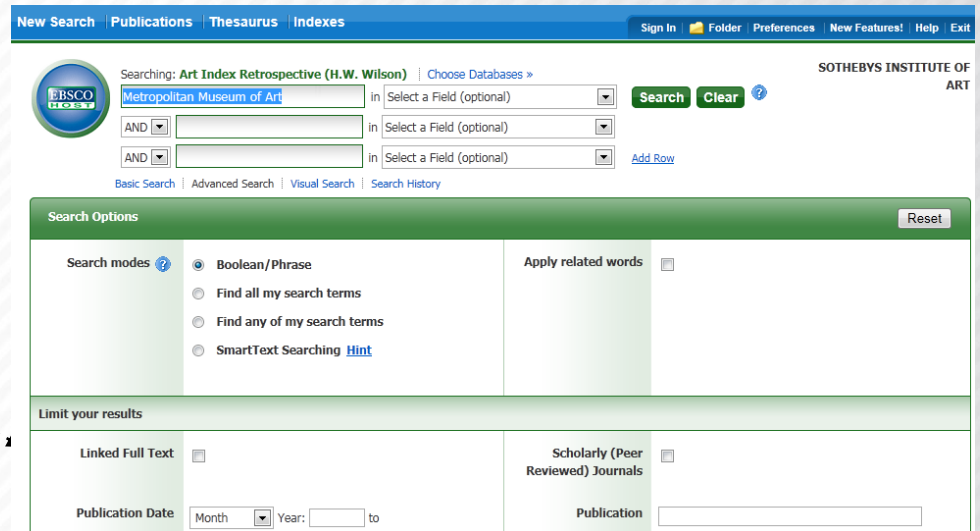 New Search Publications Thesaurus Indexes Sign In Folder Preferences New Features! Help Exit
SOTHEBYS INSTITUTE OF
ART
EBSCO
HOST
Searching: Art Index Retrospective (H.W. Wilson) Choose Databases »
Metropolitan Museum of Art in Select a Field (optional) Search Clear ?
AND in Select a Field (optional)
AND in Select a Field (optional) Add Row
Basic Search Advanced Search Visual Search Search History
Search Options Reset
Search modes ? Boolean/Phrase Apply related words
Find all my search terms
Find any of my search terms
SmartText Searching Hint
Limit your results
Linked Full Text Scholarly (Peer
Reviewed) Journals
Publication Date Month Year: to Publication